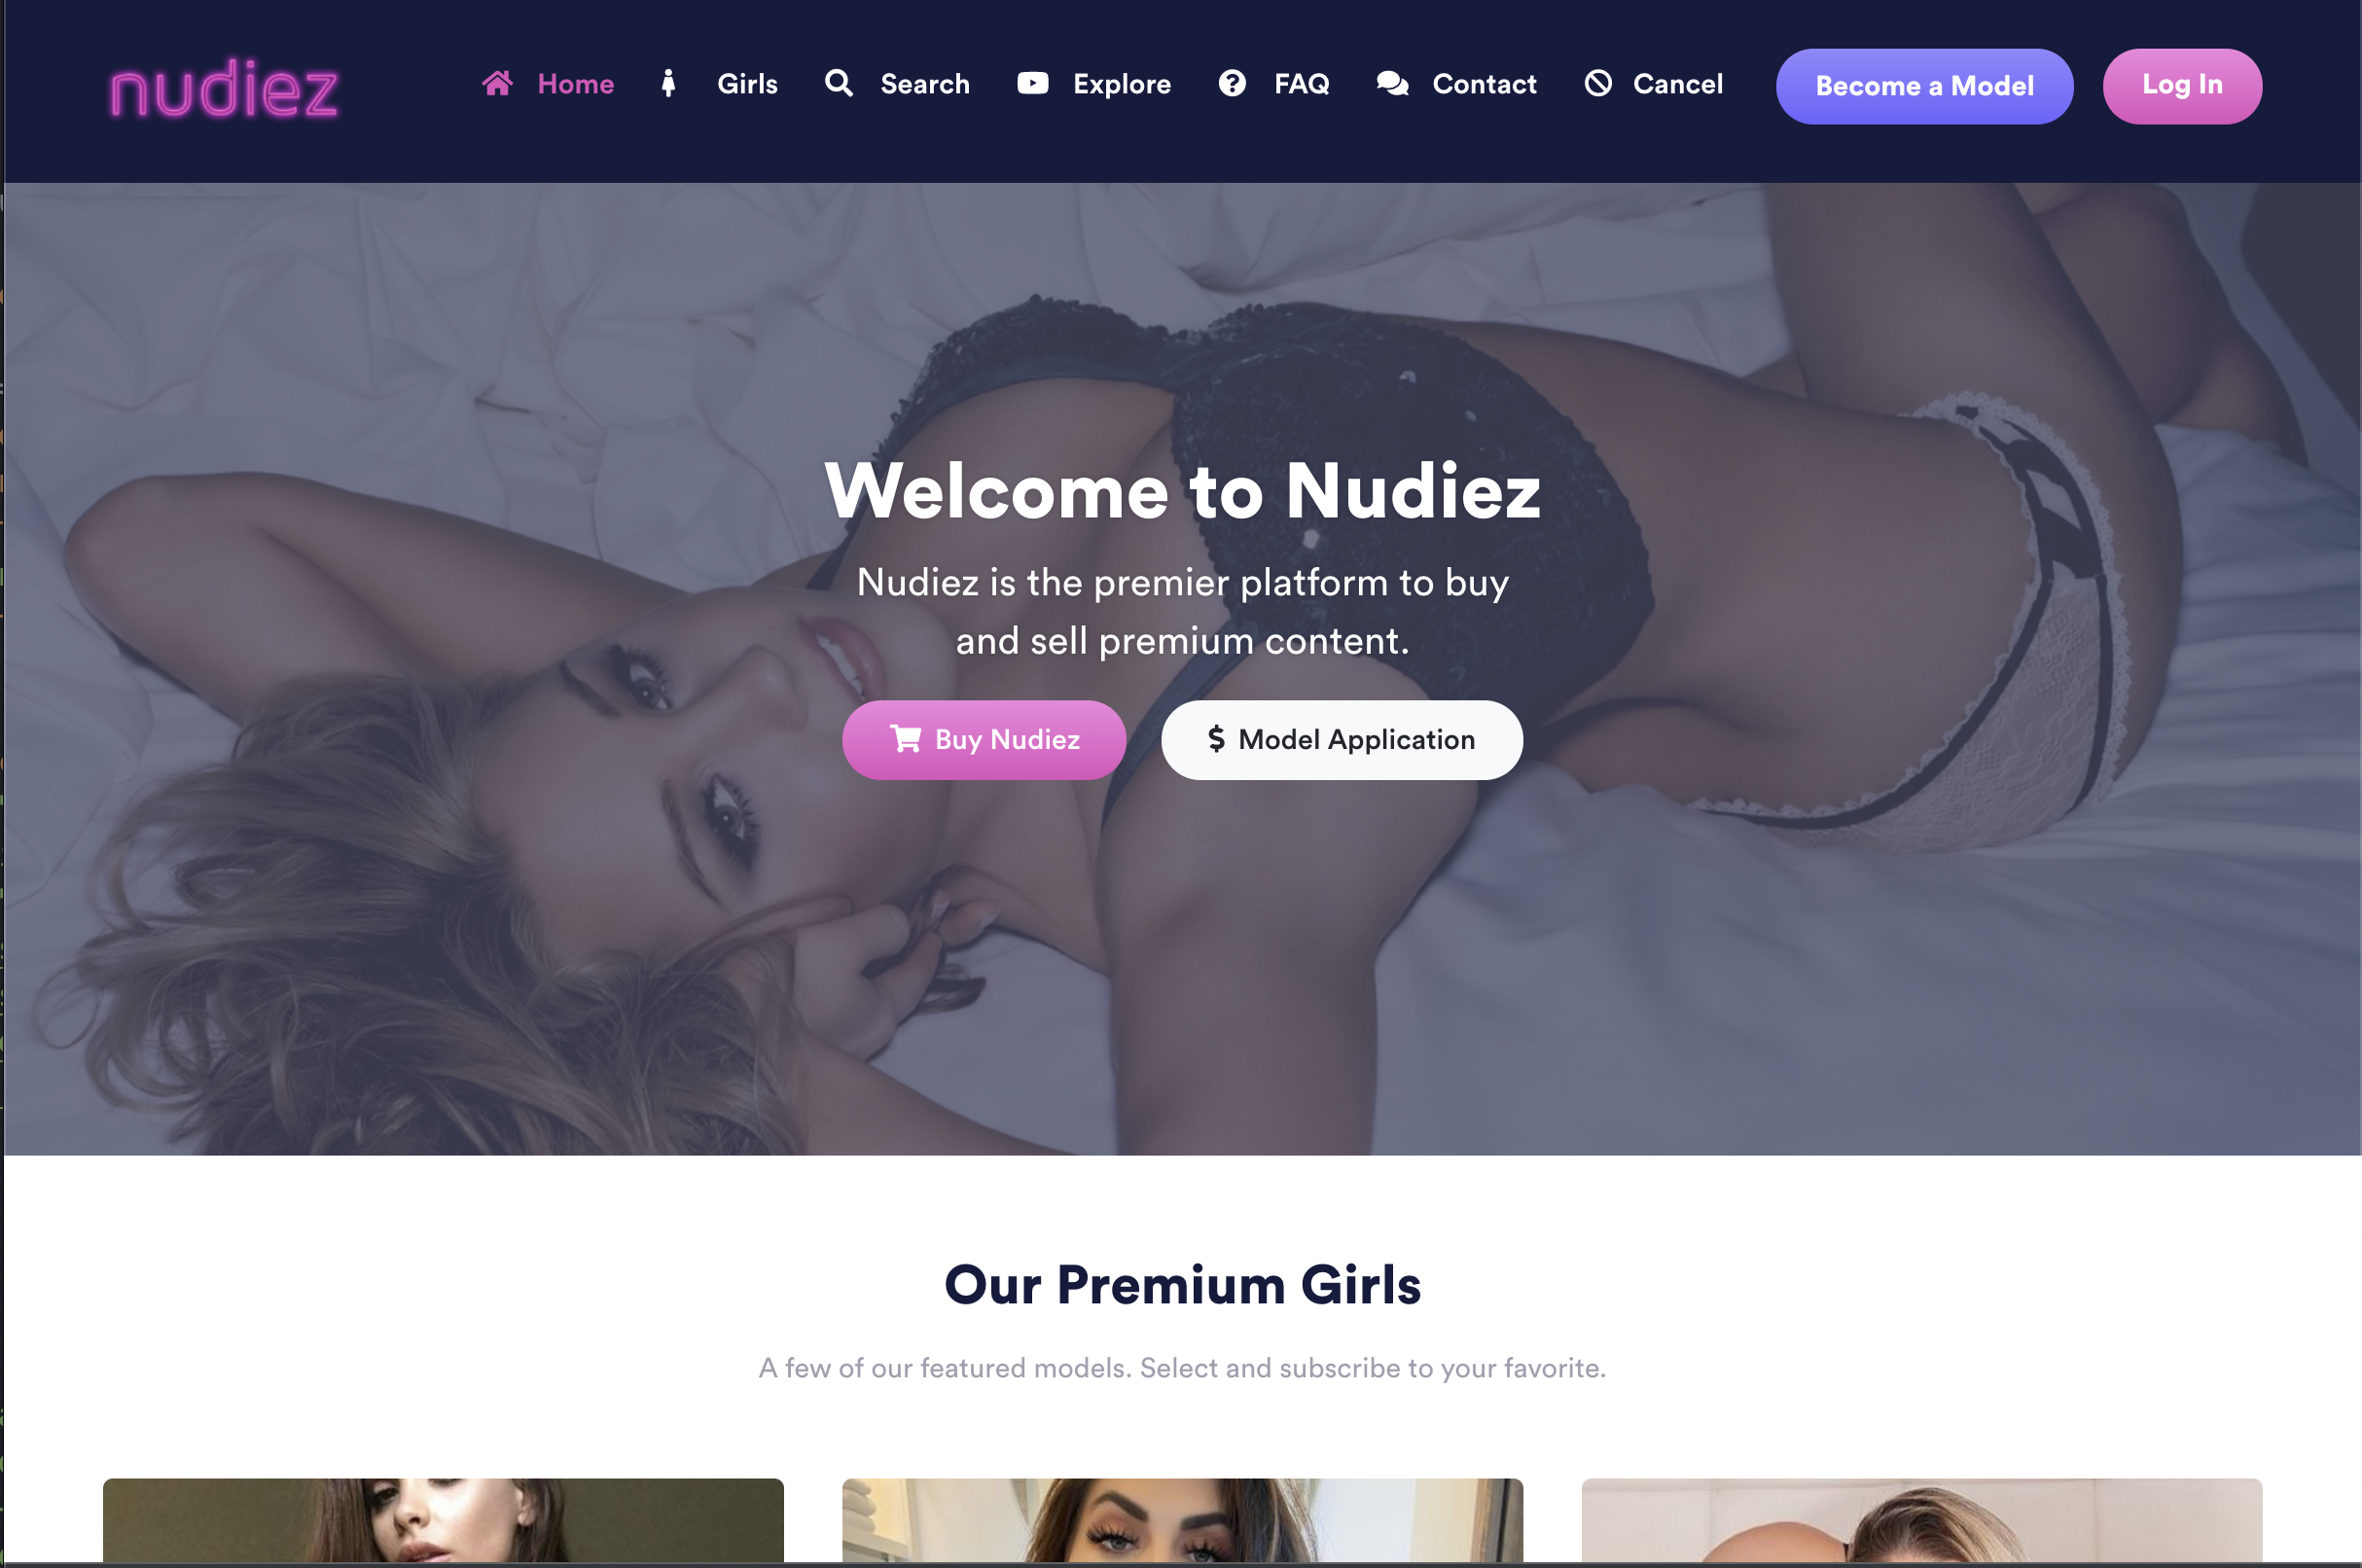 nudiez
Home
Girls
Search
Explore
FAQ
Contact
Cancel
Become a Model
Log In
Welcome to Nudiez
Nudiez is the premier platform to buy
and sell premium content.
Buy Nudiez
$ Model Application
Our Premium Girls
A few of our featured models. Select and subscribe to your favorite.